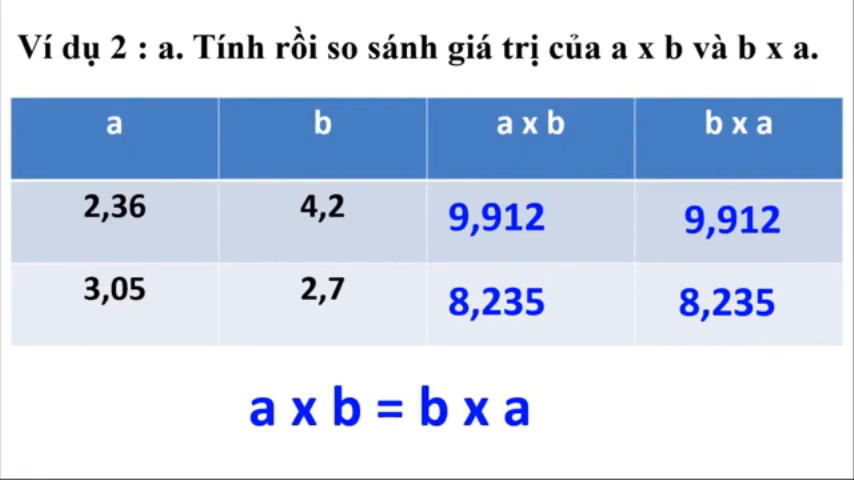 Ví dụ 2 : a. Tính rồi so sánh giá trị của a x b và b x a.
a b a x b b x a
2,36 4,2 9,912 9,912
3,05 2,7 8,235 8,235
a x b = b x a